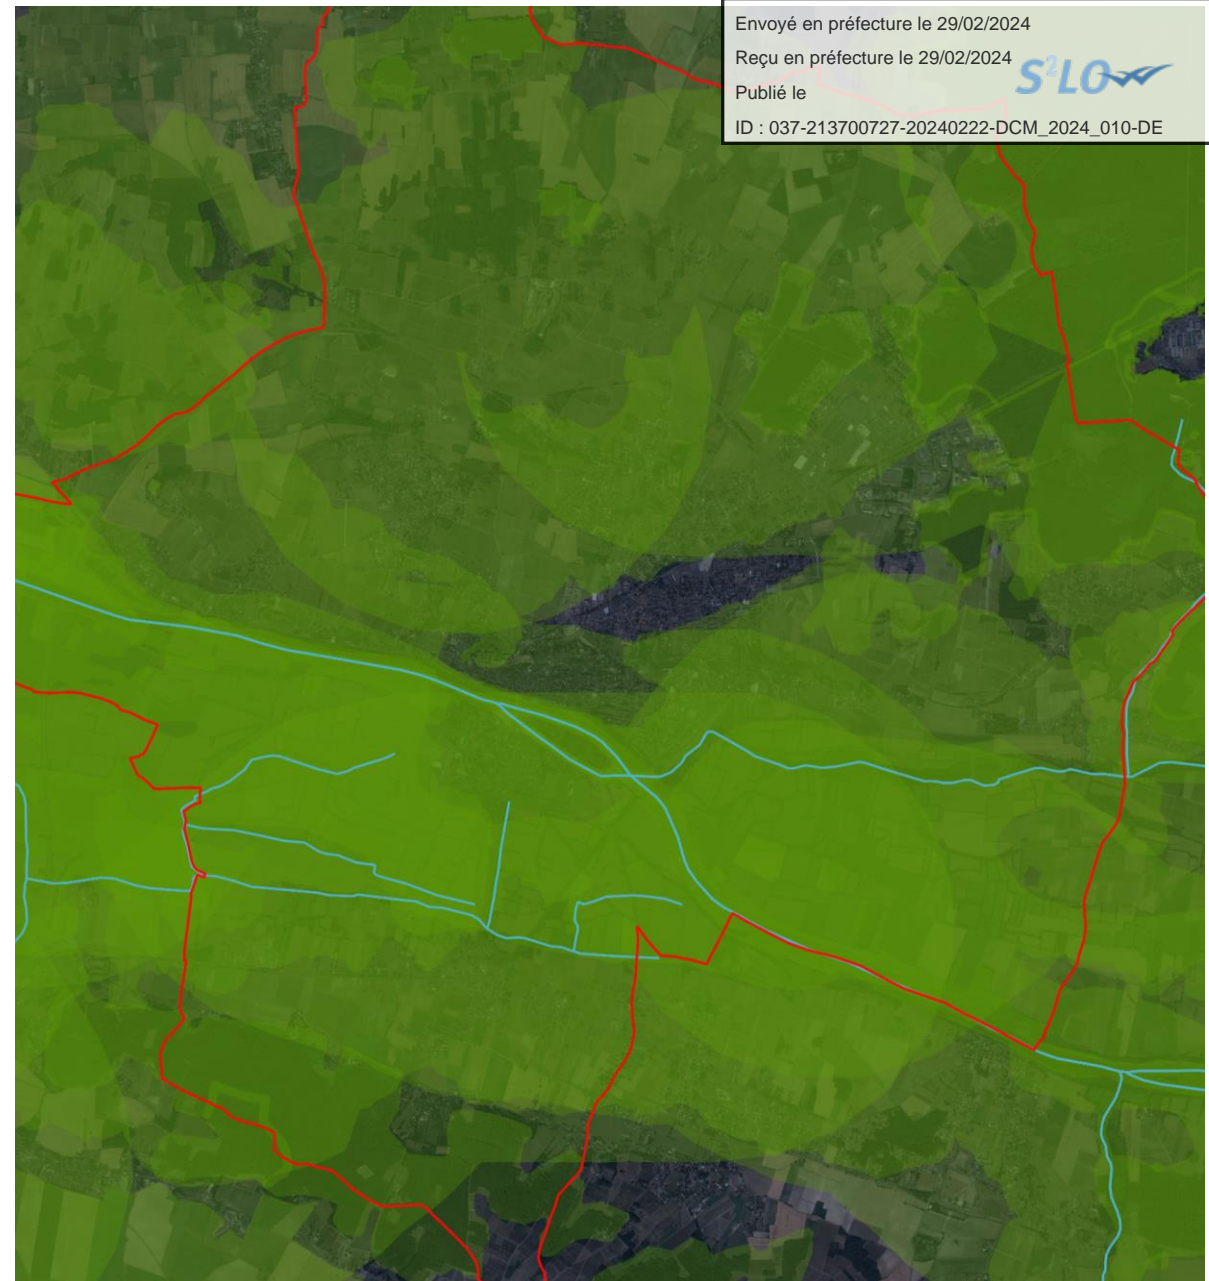 Envoyé en préfecture le 29/02/2024
Reçu en préfecture le 29/02/2024
S²LO
Publié le
ID : 037-213700727-20240222-DCM_2024_010-DE